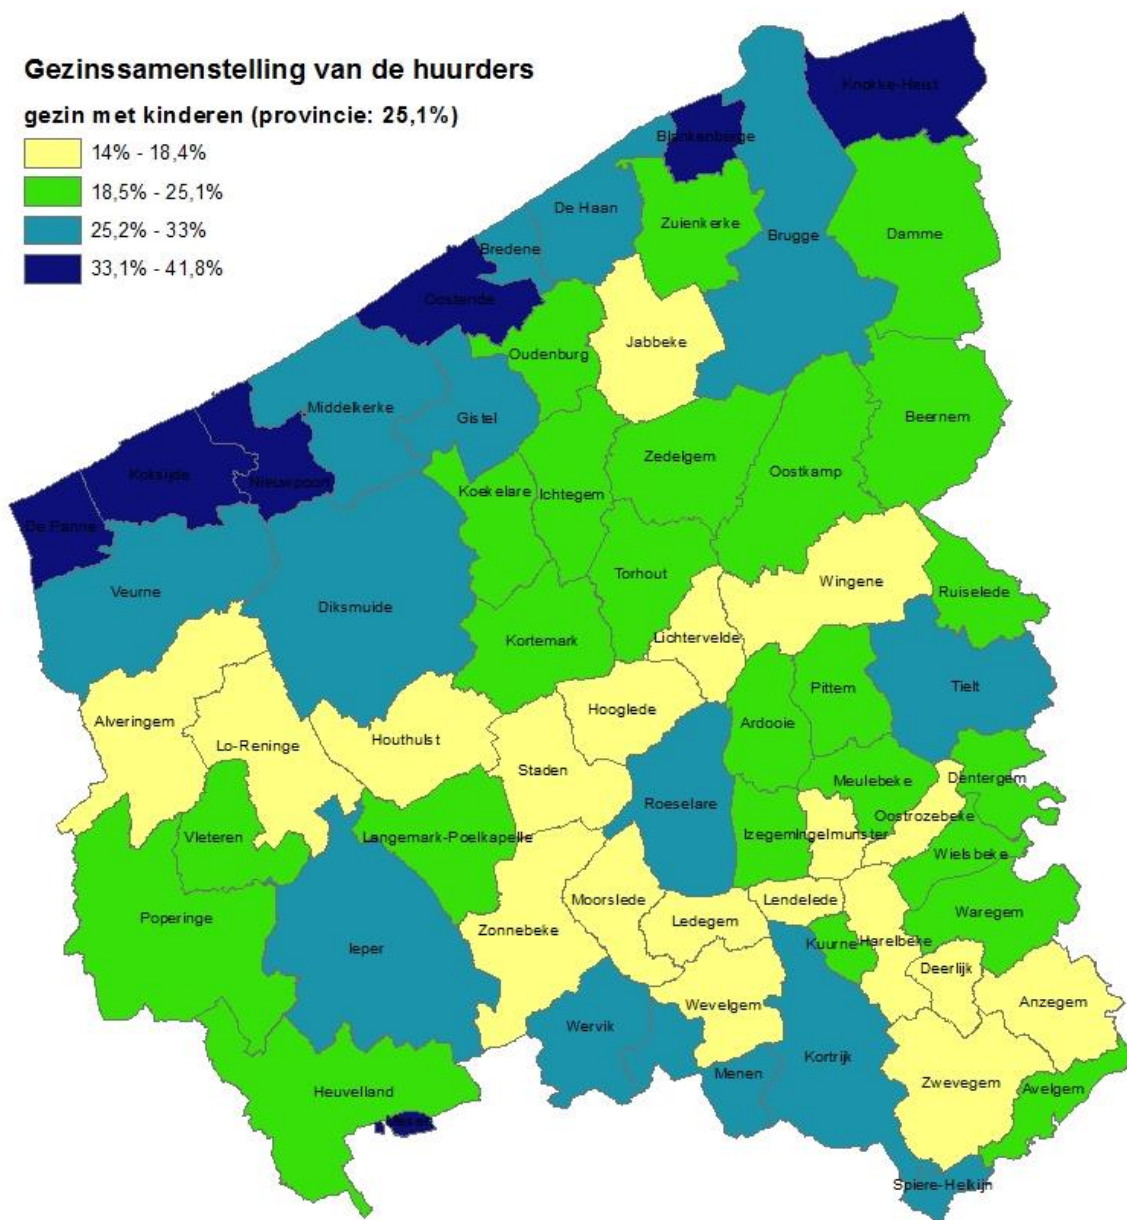 Gezinssamenstelling van de huurders
gezin met kinderen (provincie: 25,1%)
14% - 18,4%
18,5% - 25,1%
25,2% - 33%
33,1% - 41,8%
Knokke-Heist
Blankenberge
De Haan
Zuienkerke
Brugge
Damme
Bredene
Oostende
Jabbeke
Oudenburg
Middelkerke
Gistel
Beernem
Zedelgem
Oostkamp
Koksijde
Nieuwpoort
Koekelare
Ichtegem
De Panne
Torhout
Wingene
Veurne
Diksmuide
Ruiselede
Kortemark
Lichtervelde
Pittem
Tielt
Alveringem
Hooglede
Ardooie
Lo-Reninge
Houthulst
Staden
Meulebeke
Dentergem
Roeselare
Oostrozebeke
Vleteren
Langemark-Poelkapelle
Izegem
Ingelmunster
Wielsbeke
Moorslede
Lendelede
Waregem
Poperinge
Ledegem
Zonnebeke
Ieper
Kuurne
Harelbeke
Deerlijk
Wevelgem
Anzegem
Wervik
Kortrijk
Menen
Zwevegem
Heuvelland
Avelgem
Mesen
Spiere-Helkijn